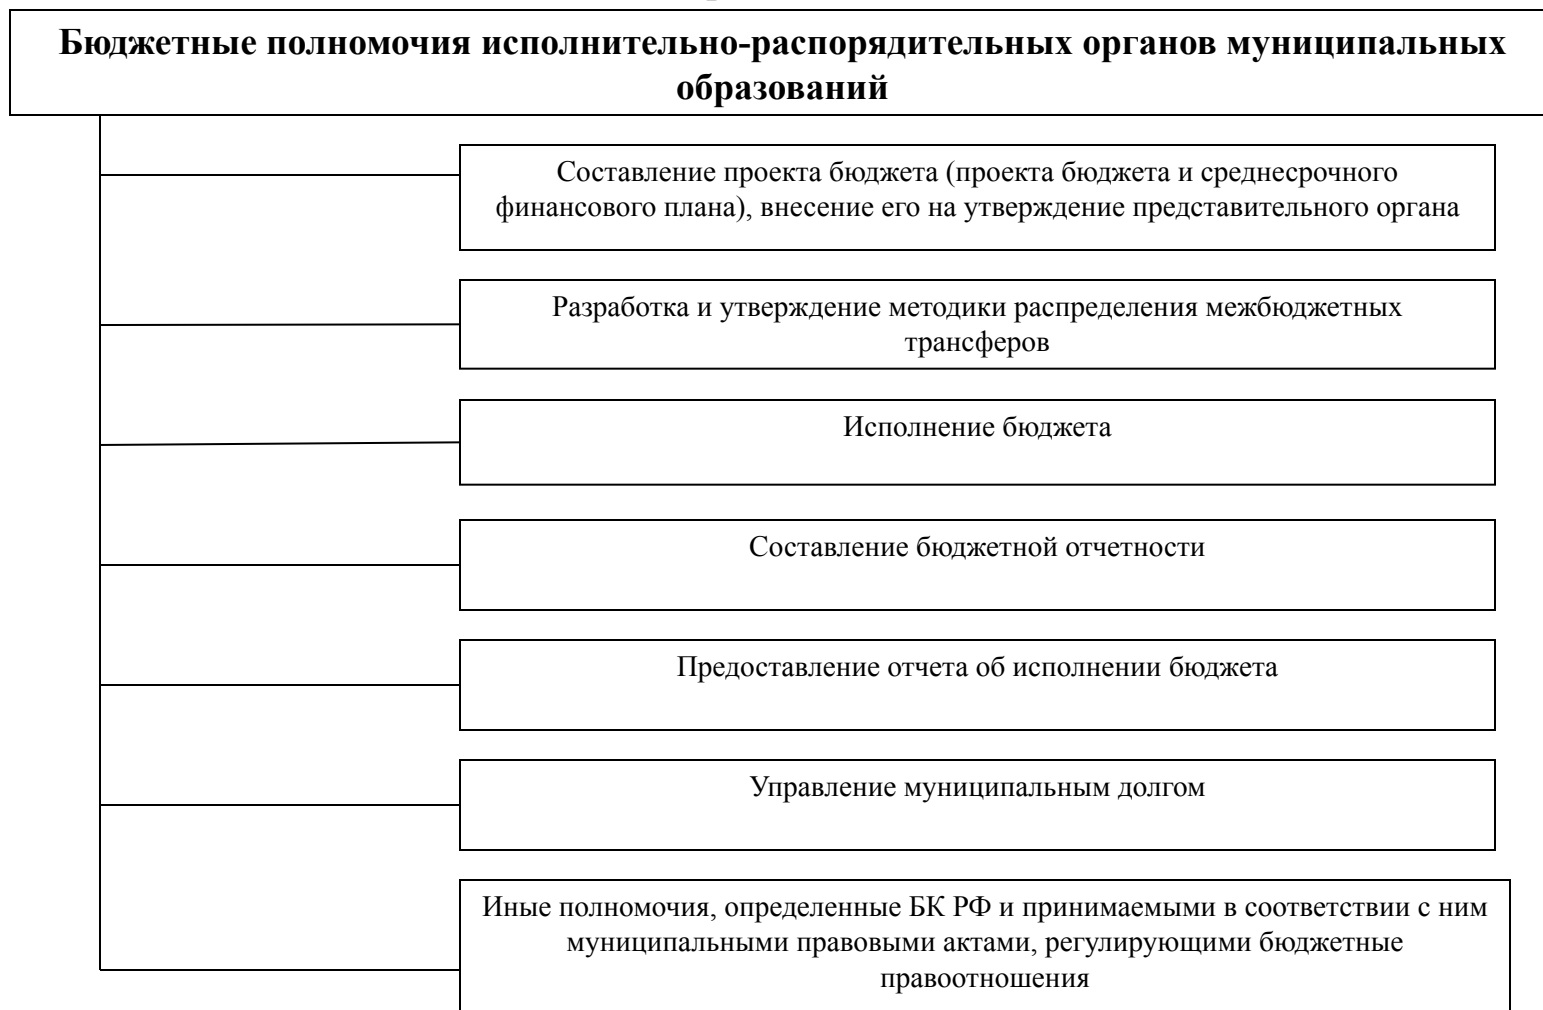 Бюджетные полномочия исполнительно-распорядительных органов муниципальных
образований
Составление проекта бюджета (проекта бюджета и среднесрочного
финансового плана), внесение его на утверждение представительного органа
Разработка и утверждение методики распределения межбюджетных
трансферов
Исполнение бюджета
Составление бюджетной отчетности
Предоставление отчета об исполнении бюджета
Управление муниципальным долгом
Иные полномочия, определенные БК РФ и принимаемыми в соответствии с ним
муниципальными правовыми актами, регулирующими бюджетные
правоотношения